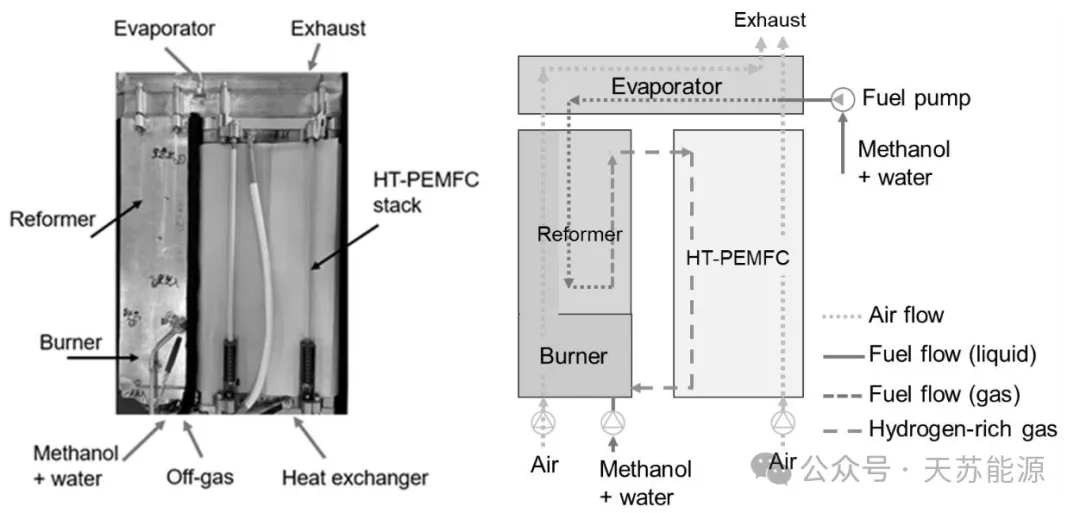 Evaporator
Exhaust
Reformer
HT-PEMFC
stack
Burner
Methanol
+ water
Off-gas
Heat exchanger
Exhaust
Evaporator
Fuel pump
Methanol
+ water
Reformer
HT-PEMFC
Burner
Air
Methanol
+ water
Air
Air flow
Fuel flow (liquid)
Fuel flow (gas)
Hydrogen-rich gas
公众号 · 天苏能源